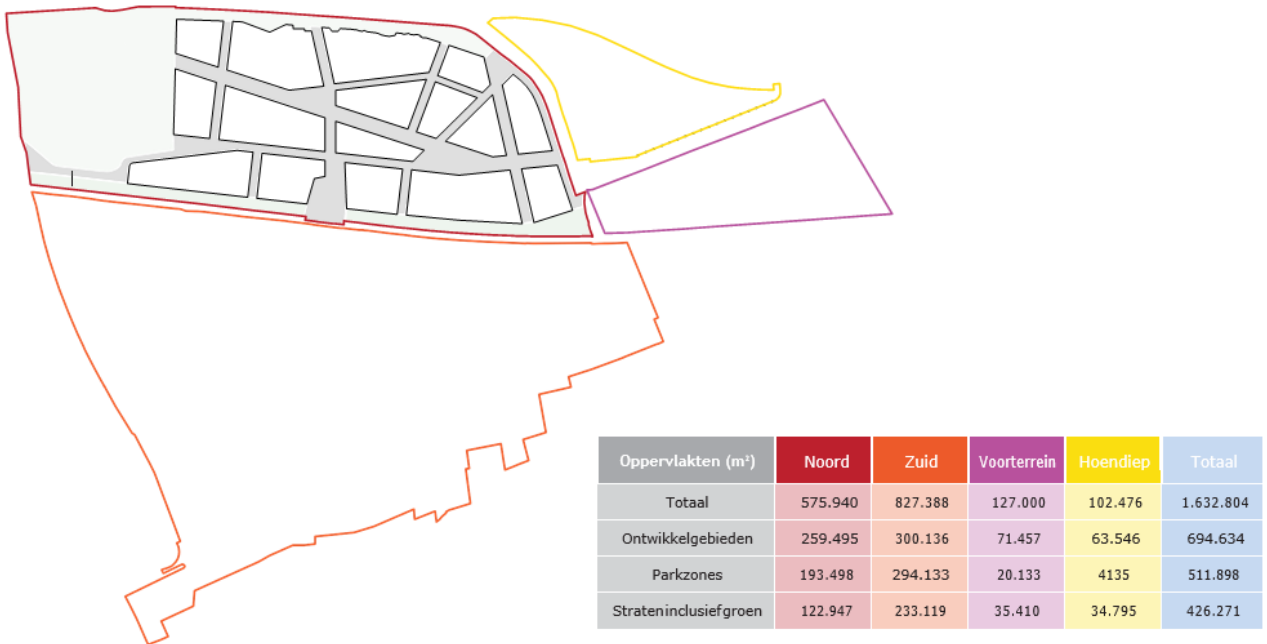 Oppervlakten (m²) Noord Zuid Voorterrein Hoendiep Totaal
Totaal 575.940 827.388 127.000 102.476 1.632.804
Ontwikkelgebieden 259.495 300.136 71.457 63.546 694.634
Parkzones 193.498 294.133 20.133 4135 511.898
Strateninclusiefgroen 122.947 233.119 35.410 34.795 426.271